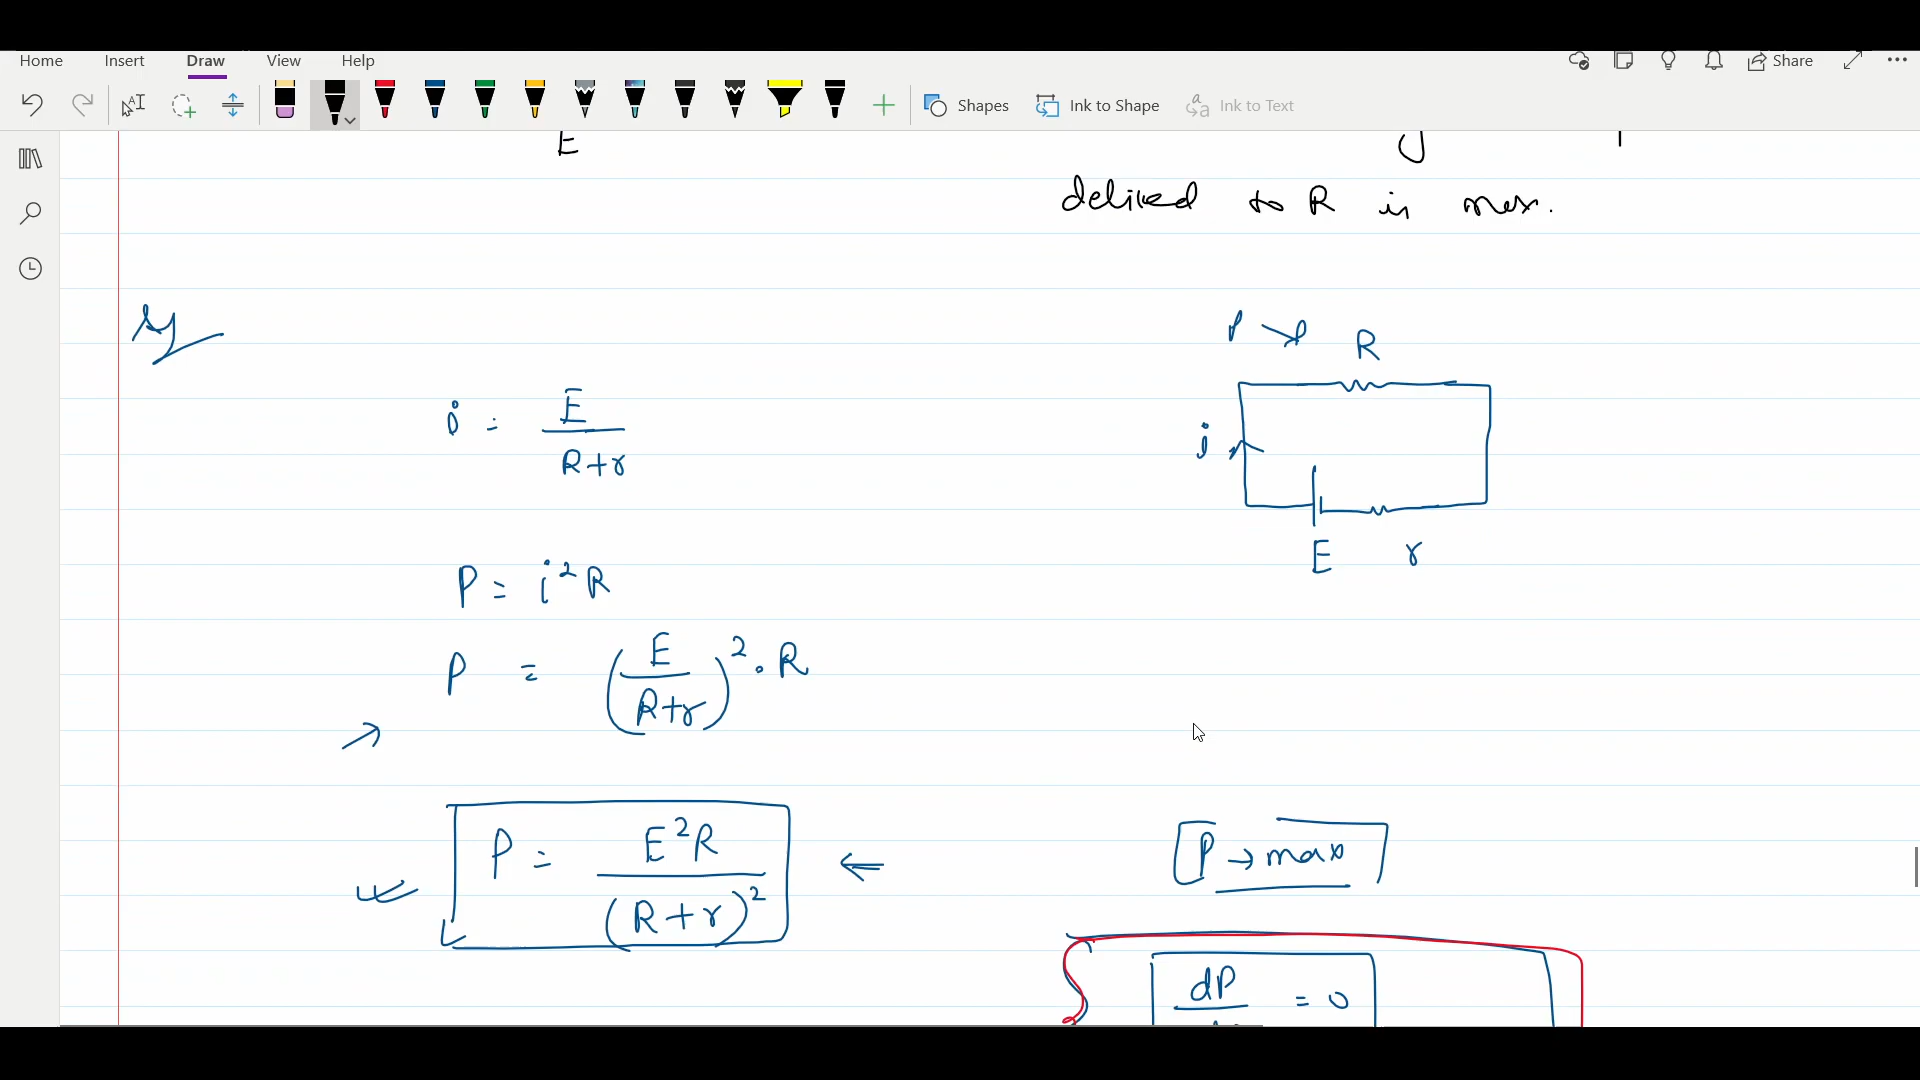 Home Insert Draw View Help Share
Shapes Ink to Shape Ink to Text
E
to R is max.
P → R
i = E / R+r
i
E r
P = i²R
P = (E / R+r)² . R
P = E²R / (R+r)²
P → max
dP = 0